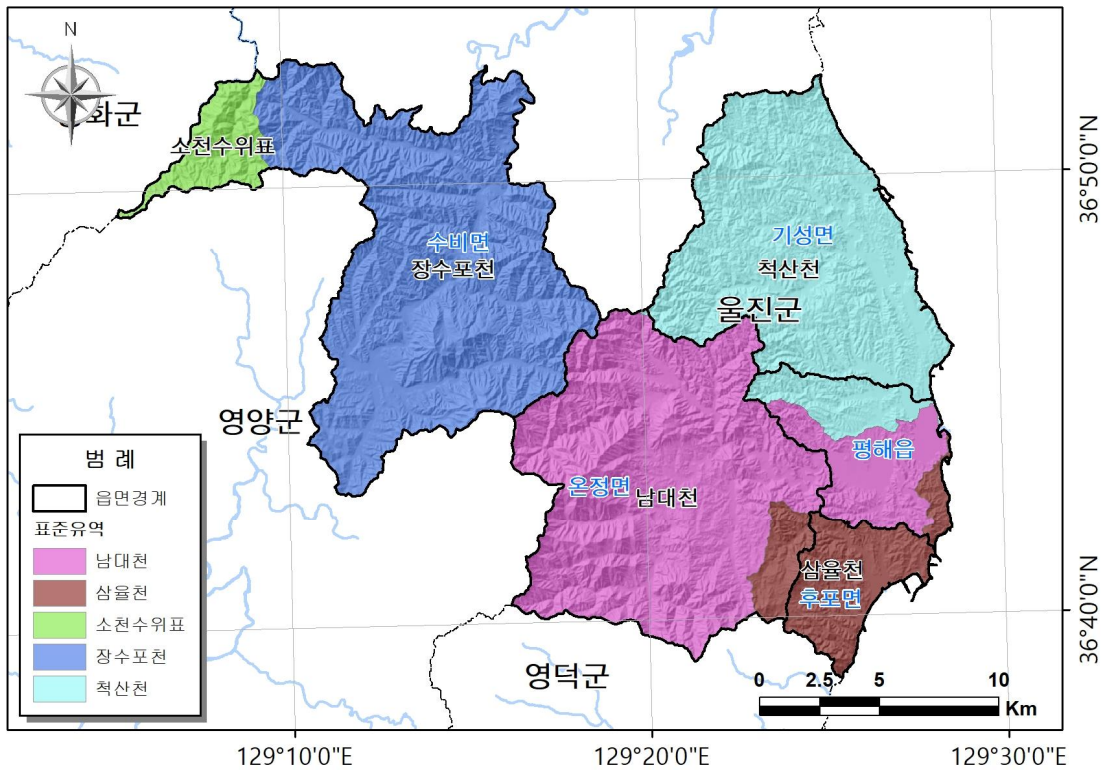 N
화군
소천수위표
36°50'0"N
수비면
장수포천
기성면
척산천
울진군
영양군
평해읍
온정면
남대천
삼율천
후포면
36°40'0"N
영덕군
범 례
읍면경계
표준유역
남대천
삼율천
소천수위표
장수포천
척산천
0 2.5 5 10
Km
129°10'0"E 129°20'0"E 129°30'0"E